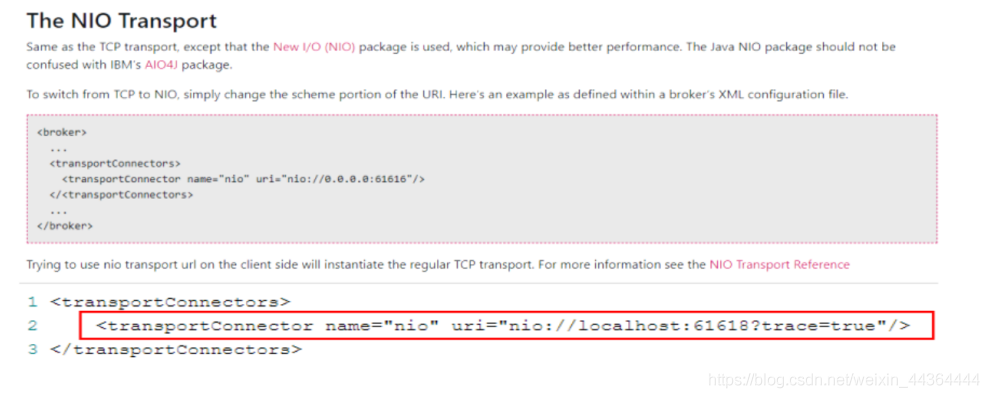 The NIO Transport
Same as the TCP transport, except that the New I/O (NIO) package is used, which may provide better performance. The Java NIO package should not be
confused with IBM's AIO4J package.
To switch from TCP to NIO, simply change the scheme portion of the URI. Here's an example as defined within a broker's XML configuration file.
<broker>
...
<transportConnectors>
<transportConnector name="nio" uri="nio://0.0.0.0:61616"/>
</<transportConnectors>
...
</broker>
Trying to use nio transport url on the client side will instantiate the regular TCP transport. For more information see the NIO Transport Reference
1 <transportConnectors>
2 <transportConnector name="nio" uri="nio://localhost:61618?trace=true"/>
3 </transportConnectors>
https://blog.csdn.net/weixin_44364444